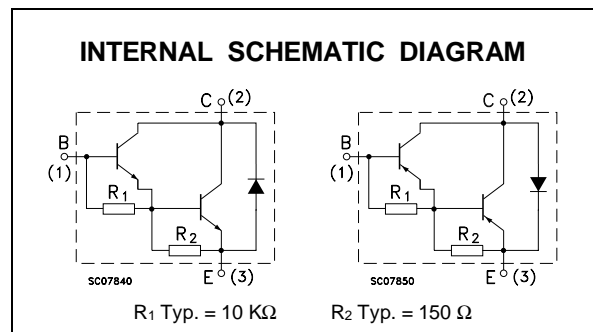 INTERNAL SCHEMATIC DIAGRAM
C (2)
B
(1)
R1
R2
SC07840
E (3)
C (2)
B
(1)
R1
R2
SC07850
E (3)
R1 Typ. = 10 KΩ R2 Typ. = 150 Ω